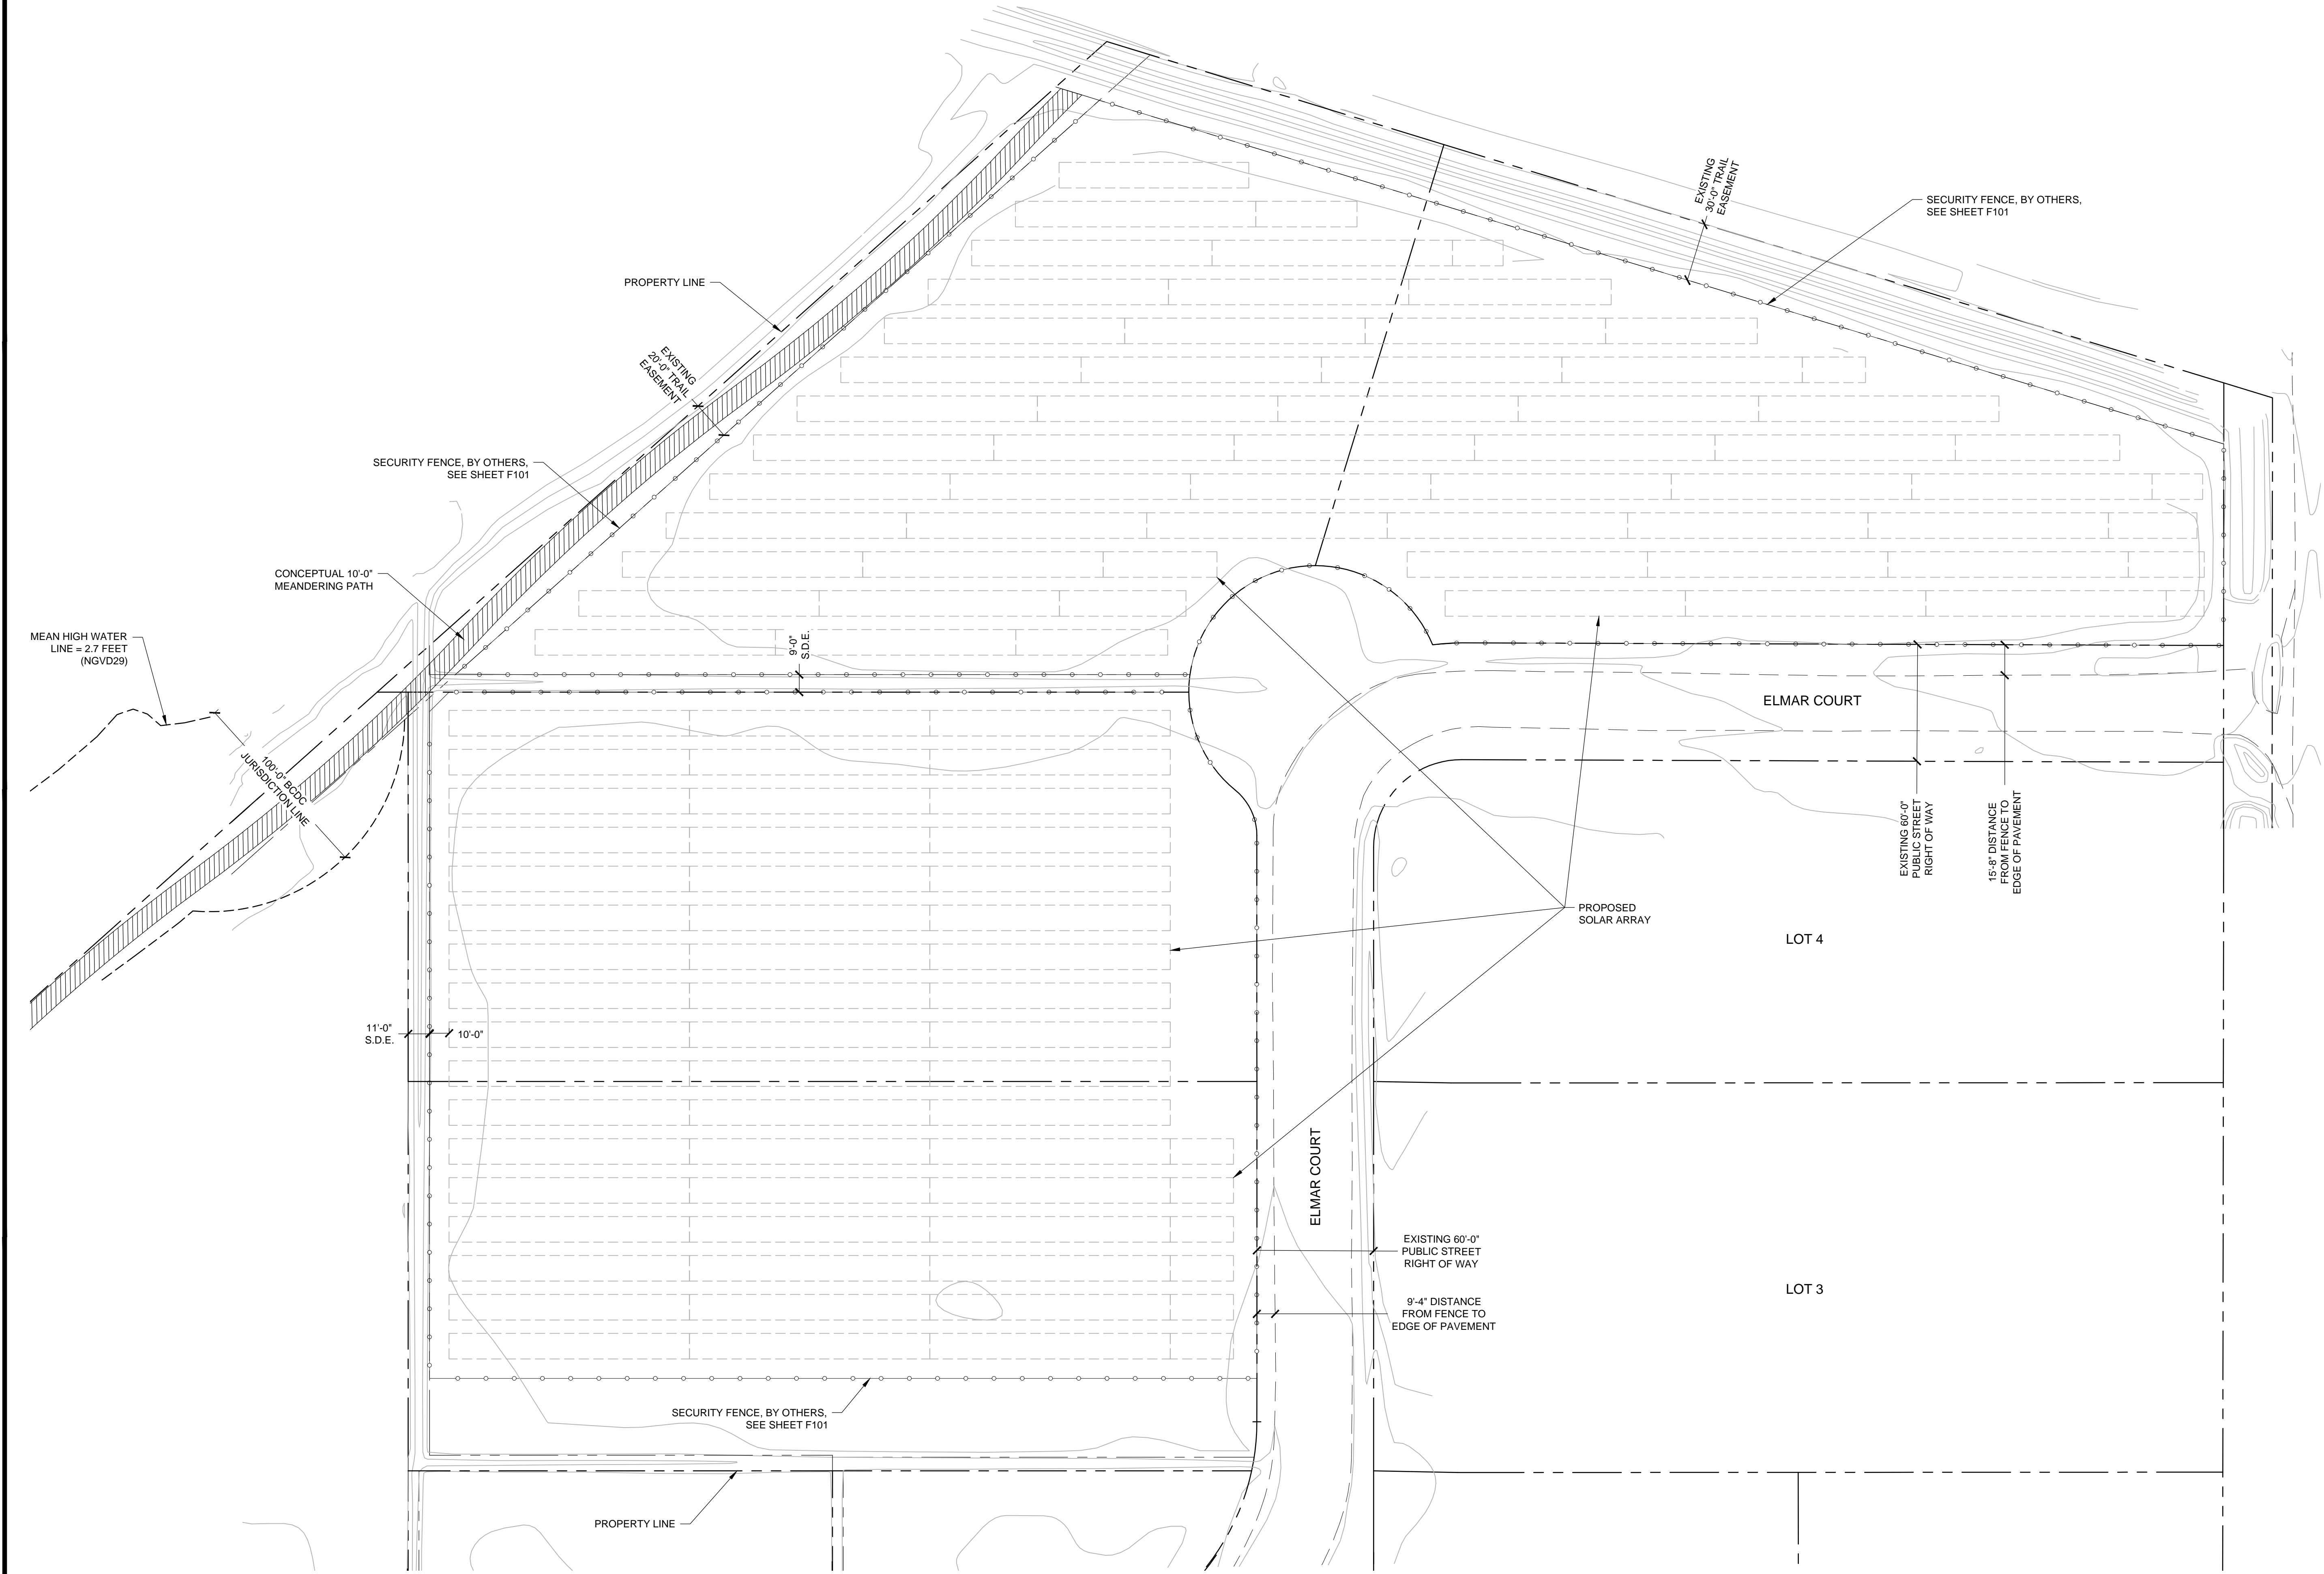 EXISTING
30'-0" TRAIL
EASEMENT
SECURITY FENCE, BY OTHERS,
SEE SHEET F101
PROPERTY LINE
EXISTING
20'-0" TRAIL
EASEMENT
SECURITY FENCE, BY OTHERS,
SEE SHEET F101
CONCEPTUAL 10'-0"
MEANDERING PATH
MEAN HIGH WATER
LINE = 2.7 FEET
(NGVD29)
9'-0"
S.D.E.
ELMAR COURT
100'-0" BCDC
JURISDICTION LINE
EXISTING 60'-0"
PUBLIC STREET
RIGHT OF WAY
15'-8" DISTANCE
FROM FENCE TO
EDGE OF PAVEMENT
PROPOSED
SOLAR ARRAY
LOT 4
11'-0"
S.D.E.
10'-0"
ELMAR COURT
EXISTING 60'-0"
PUBLIC STREET
RIGHT OF WAY
LOT 3
9'-4" DISTANCE
FROM FENCE TO
EDGE OF PAVEMENT
SECURITY FENCE, BY OTHERS,
SEE SHEET F101
PROPERTY LINE